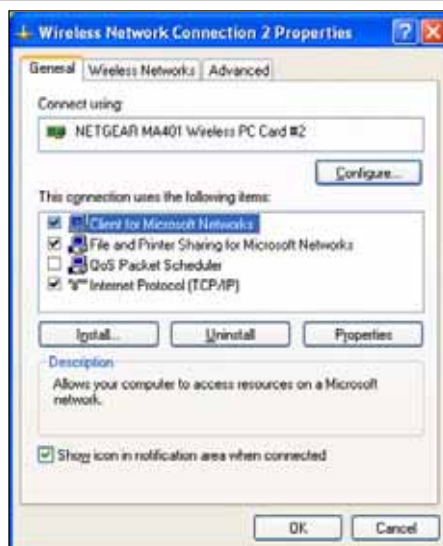 Wireless Network Connection 2 Properties
General Wireless Networks Advanced
Connect using:
NETGEAR MA401 Wireless PC Card #2
Configure...
This connection uses the following items:
Client for Microsoft Networks
File and Printer Sharing for Microsoft Networks
QoS Packet Scheduler
Internet Protocol (TCP/IP)
Install... Uninstall Properties
Description
Allows your computer to access resources on a Microsoft
network.
Show icon in notification area when connected
OK Cancel